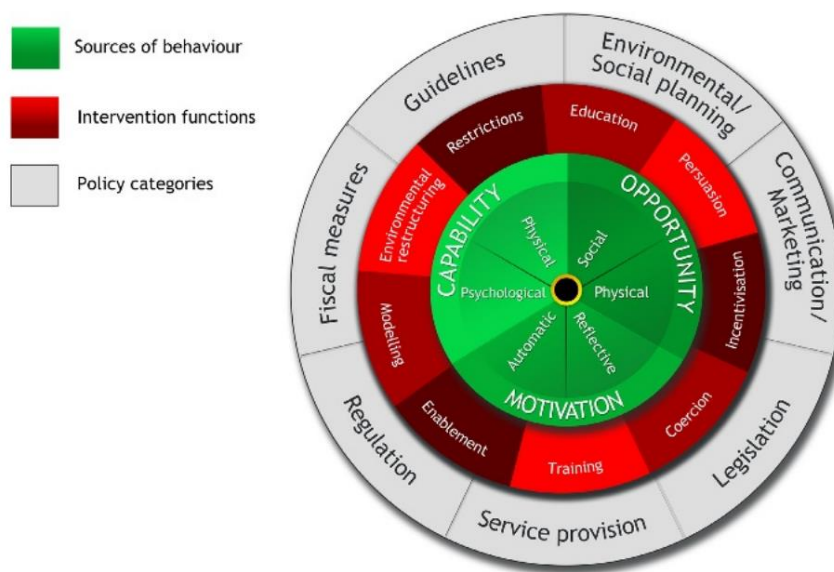 Sources of behaviour
Intervention functions
Policy categories
Guidelines
Environmental/
Social planning
Communication/
Marketing
Legislation
Service provision
Regulation
Fiscal measures
Restrictions
Education
Persuasion
Incentivisation
Coercion
Training
Enablement
Modelling
Environmental
restructuring
CAPABILITY
OPPORTUNITY
MOTIVATION
Physical
Social
Physical
Reflective
Automatic
Psychological